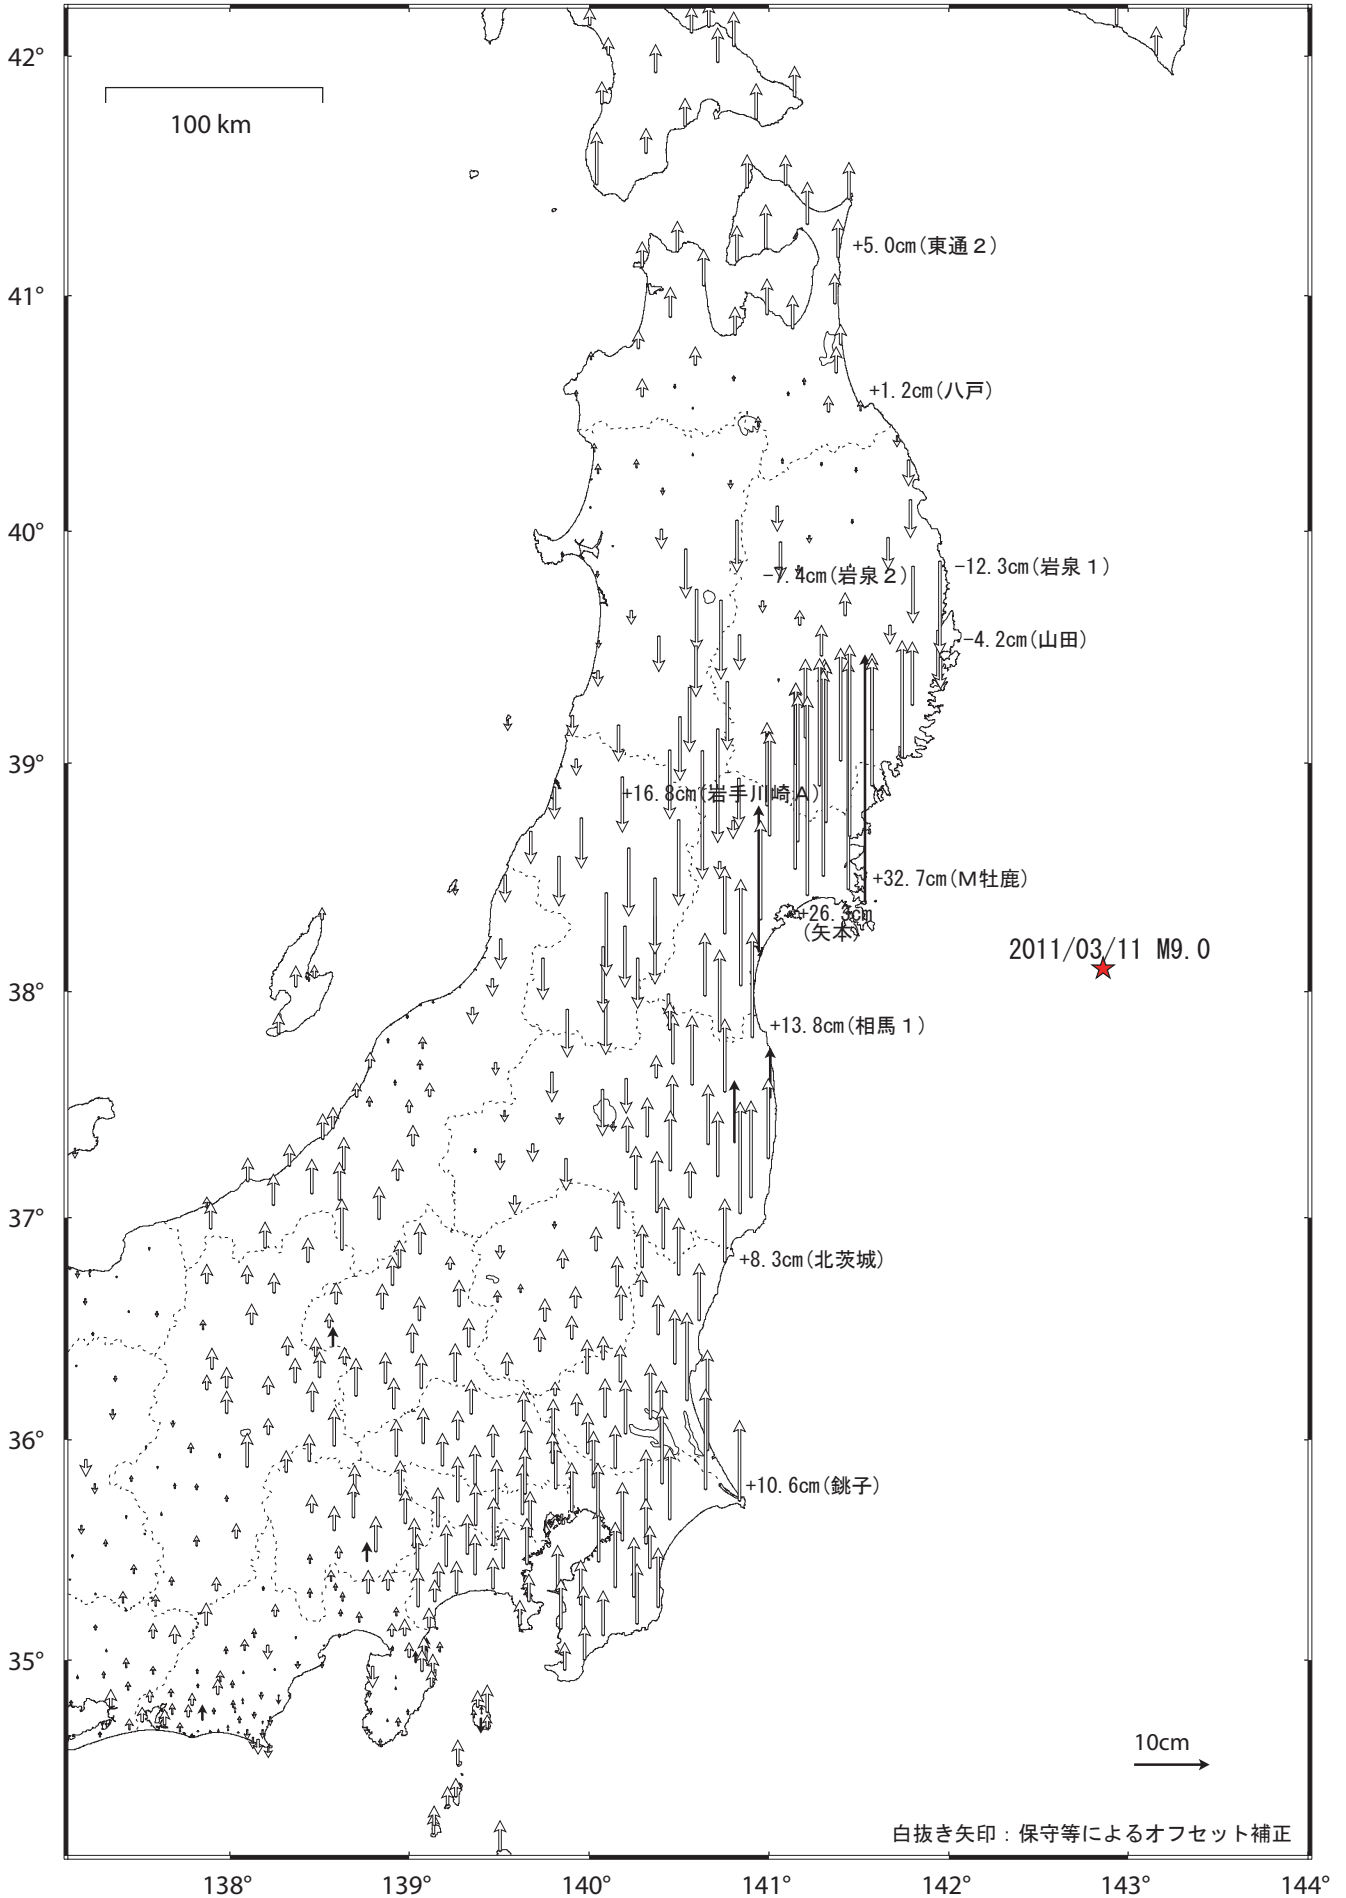 42°
100 km
+5.0cm(東通２)
41°
+1.2cm(八戸)
40°
-12.3cm(岩泉１)
-7.4cm(岩泉２)
-4.2cm(山田)
39°
+16.8cm(岩手川崎Ａ)
+32.7cm(Ｍ牡鹿)
+26.3cm
(矢本)
2011/03/11 M9.0
38°
+13.8cm(相馬１)
37°
+8.3cm(北茨城)
36°
+10.6cm(銚子)
35°
10cm
白抜き矢印：保守等によるオフセット補正
138°
139°
140°
141°
142°
143°
144°